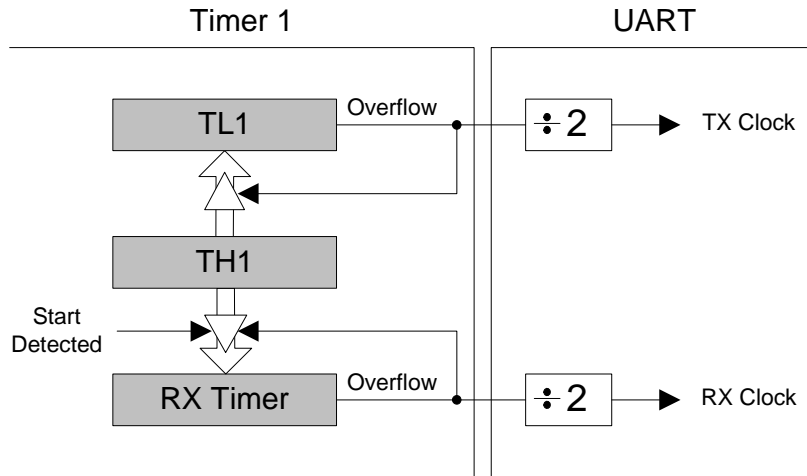 Timer 1
UART
TL1
Overflow
÷ 2
TX Clock
TH1
Start
Detected
RX Timer
Overflow
÷ 2
RX Clock